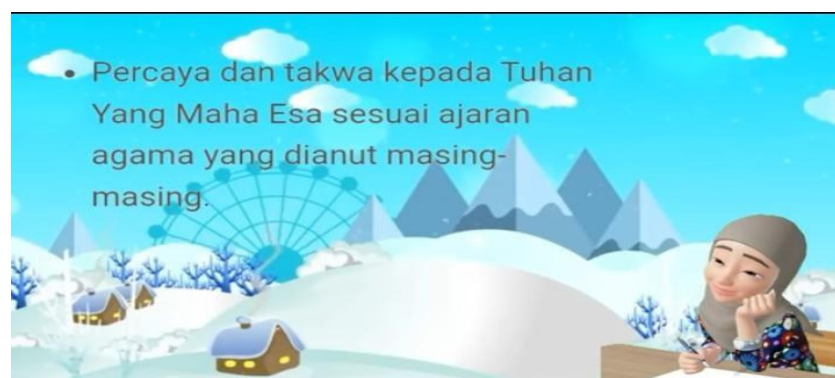 • Percaya dan takwa kepada Tuhan
Yang Maha Esa sesuai ajaran
agama yang dianut masing-
masing.